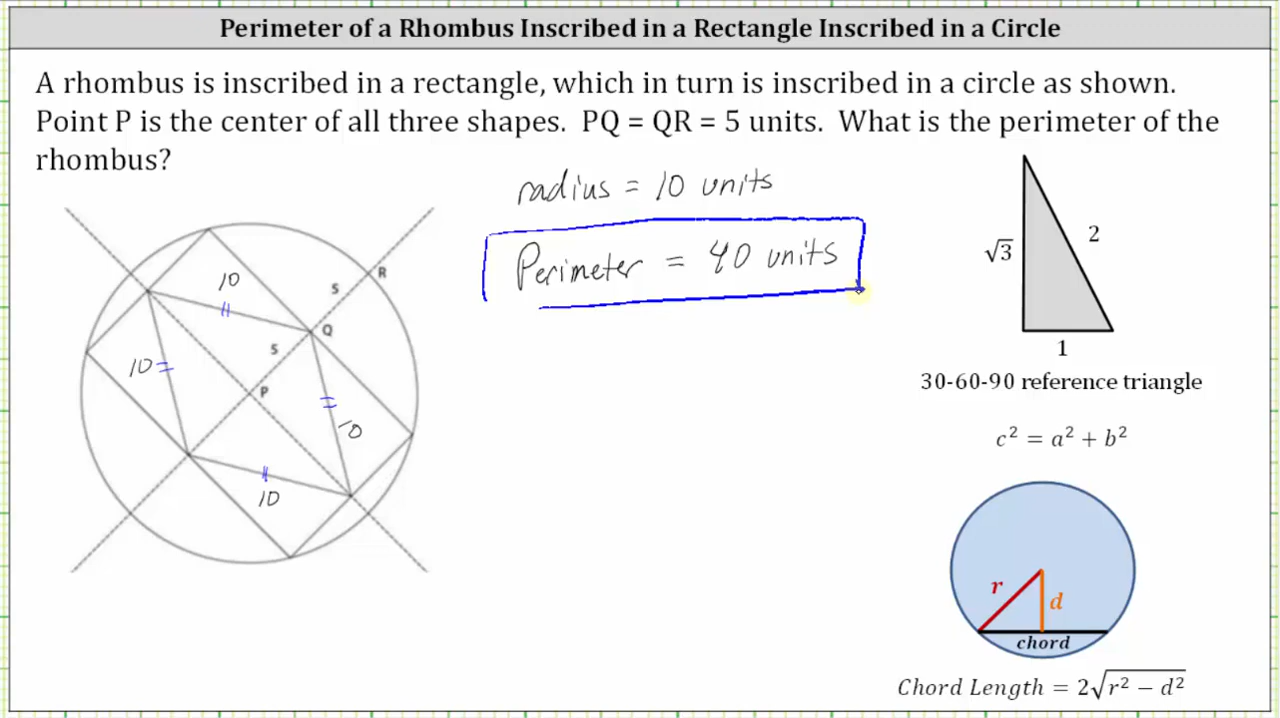 Perimeter of a Rhombus Inscribed in a Rectangle Inscribed in a Circle
A rhombus is inscribed in a rectangle, which in turn is inscribed in a circle as shown.
Point P is the center of all three shapes. PQ = QR = 5 units. What is the perimeter of the
rhombus?
radius = 10 units
Perimeter = 40 units
10
5
R
Q
5
10
P
10
10
√3
2
1
30-60-90 reference triangle
c² = a² + b²
r
d
chord
Chord Length = 2√(r² − d²)